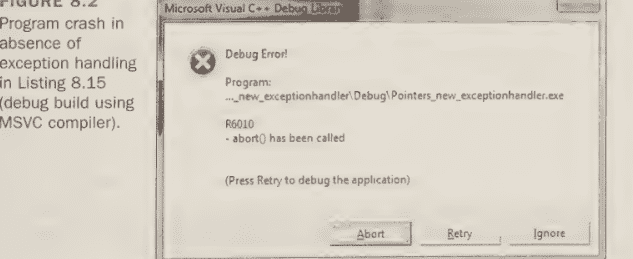 FIGURE 8.2
Program crash in
absence of
exception handling
in Listing 8.15
(debug build using
MSVC compiler).
Microsoft Visual C++ Debug Library
Debug Error!
Program:
..._new_exceptionhandler\Debug\Pointers_new_exceptionhandler.exe
R6010
- abort() has been called
(Press Retry to debug the application)
Abort
Retry
Ignore